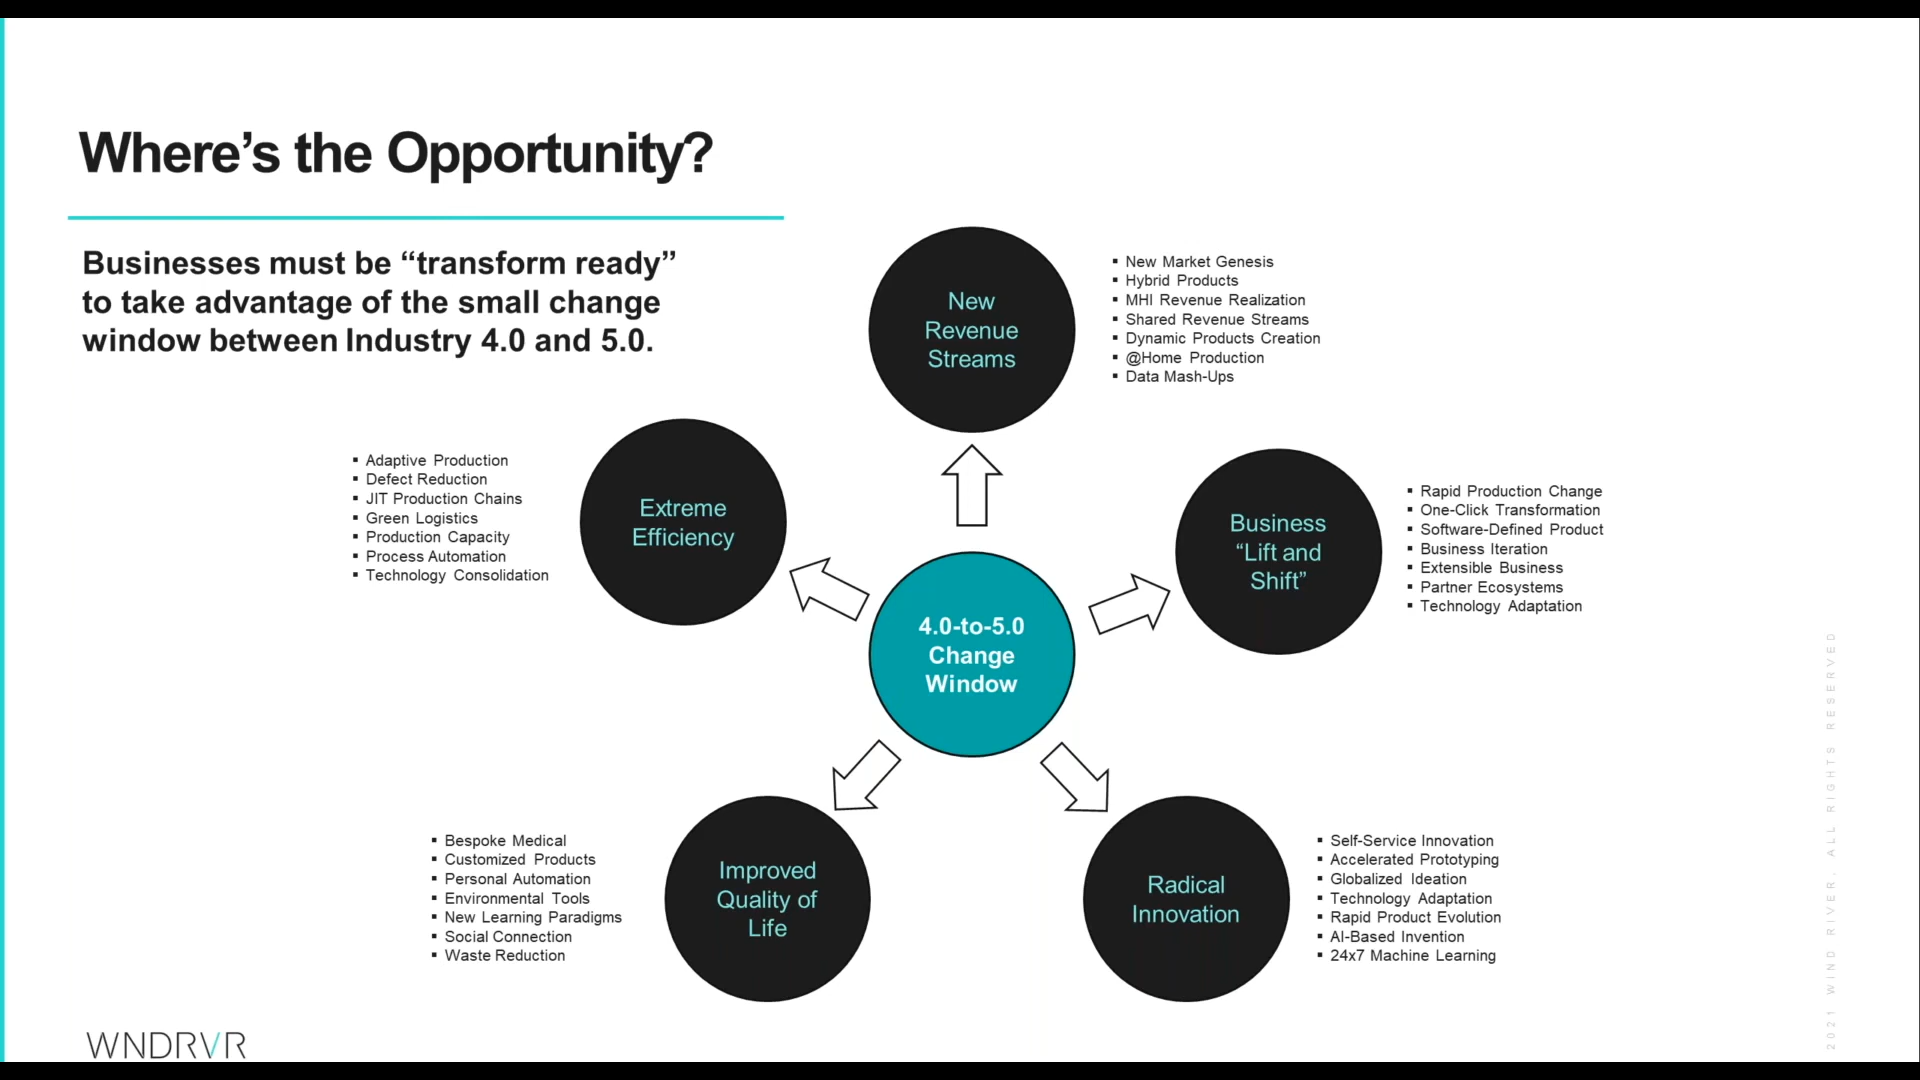 Where’s the Opportunity?
Businesses must be “transform ready”
to take advantage of the small change
window between Industry 4.0 and 5.0.
New
Revenue
Streams
▪ New Market Genesis
▪ Hybrid Products
▪ MHI Revenue Realization
▪ Shared Revenue Streams
▪ Dynamic Products Creation
▪ @Home Production
▪ Data Mash-Ups
▪ Adaptive Production
▪ Defect Reduction
▪ JIT Production Chains
▪ Green Logistics
▪ Production Capacity
▪ Process Automation
▪ Technology Consolidation
Extreme
Efficiency
Business
“Lift and
Shift”
▪ Rapid Production Change
▪ One-Click Transformation
▪ Software-Defined Product
▪ Business Iteration
▪ Extensible Business
▪ Partner Ecosystems
▪ Technology Adaptation
4.0-to-5.0
Change
Window
▪ Bespoke Medical
▪ Customized Products
▪ Personal Automation
▪ Environmental Tools
▪ New Learning Paradigms
▪ Social Connection
▪ Waste Reduction
Improved
Quality of
Life
Radical
Innovation
▪ Self-Service Innovation
▪ Accelerated Prototyping
▪ Globalized Ideation
▪ Technology Adaptation
▪ Rapid Product Evolution
▪ AI-Based Invention
▪ 24x7 Machine Learning
WNDRVR
2021 WIND RIVER. ALL RIGHTS RESERVED